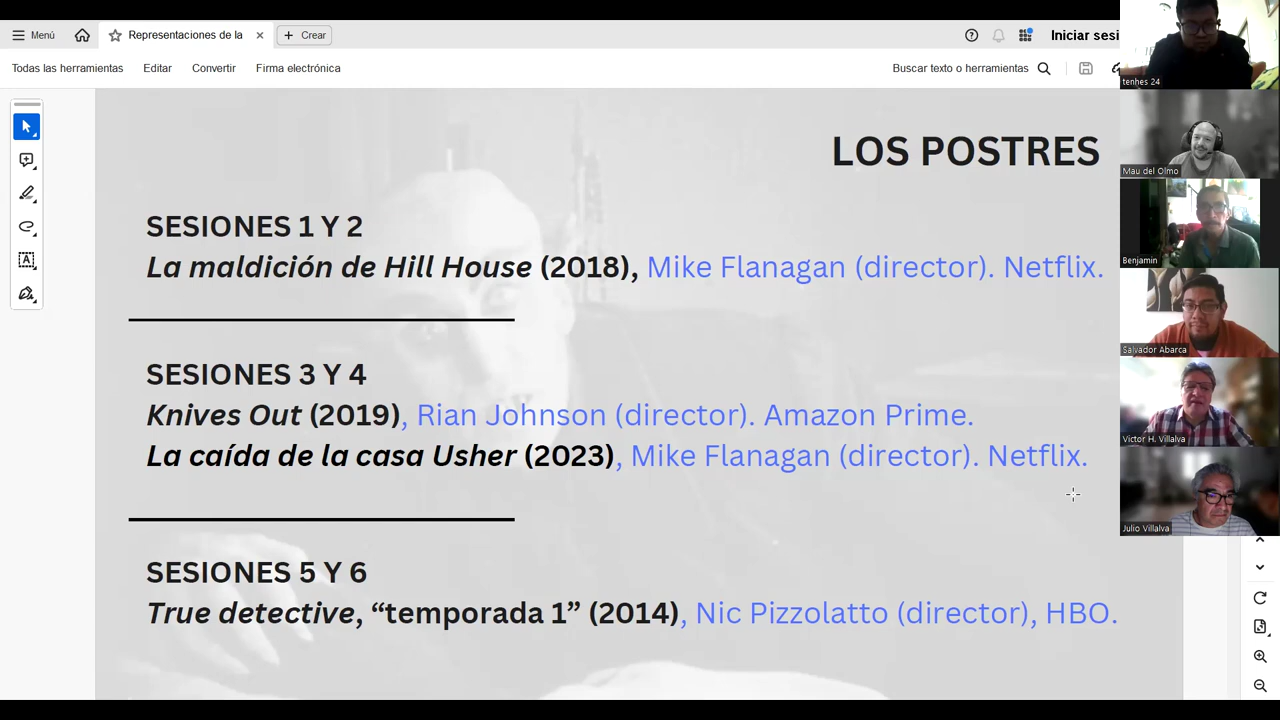 Menú
Representaciones de la
Crear
Iniciar sesi
Todas las herramientas
Editar
Convertir
Firma electrónica
Buscar texto o herramientas
LOS POSTRES
SESIONES 1 Y 2
La maldición de Hill House (2018), Mike Flanagan (director). Netflix.
SESIONES 3 Y 4
Knives Out (2019), Rian Johnson (director). Amazon Prime.
La caída de la casa Usher (2023), Mike Flanagan (director). Netflix.
SESIONES 5 Y 6
True detective, “temporada 1” (2014), Nic Pizzolatto (director), HBO.
tenhes 24
Mau del Olmo
Benjamin
Salvador Abarca
Victor H. Villalva
Julio Villalva